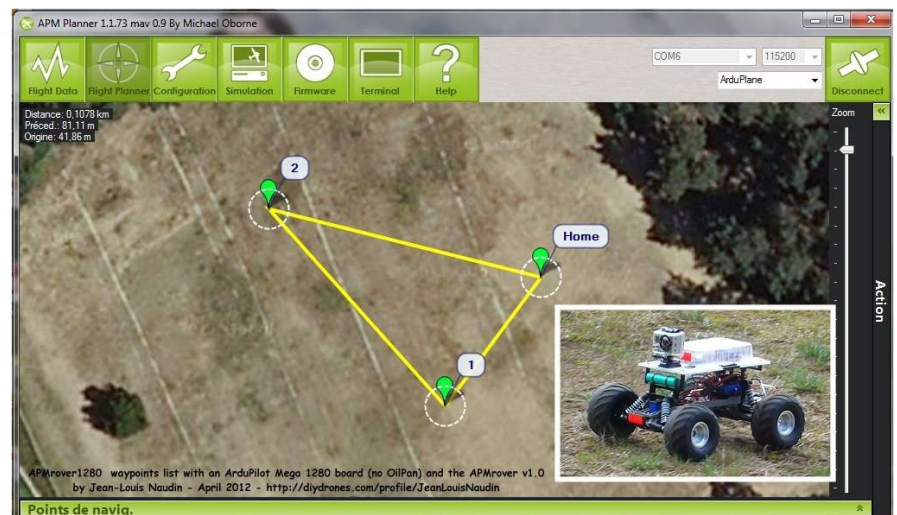 APM Planner 1.1.73 mav 0.9 By Michael Oborne
Flight Data Flight Planner Configuration Simulation Firmware Terminal Help
COM6 115200
ArduPlane
Disconnect
Distance: 0,1078 km
Préced.: 81,11 m
Origine: 41,86 m
Zoom
2
Home
1
Action
APMrover1280 waypoints list with an ArduPilot Mega 1280 board (no OilPan) and the APMrover v1.0
by Jean-Louis Naudin - April 2012 - http://diydrones.com/profile/JeanLouisNaudin
Points de navig.